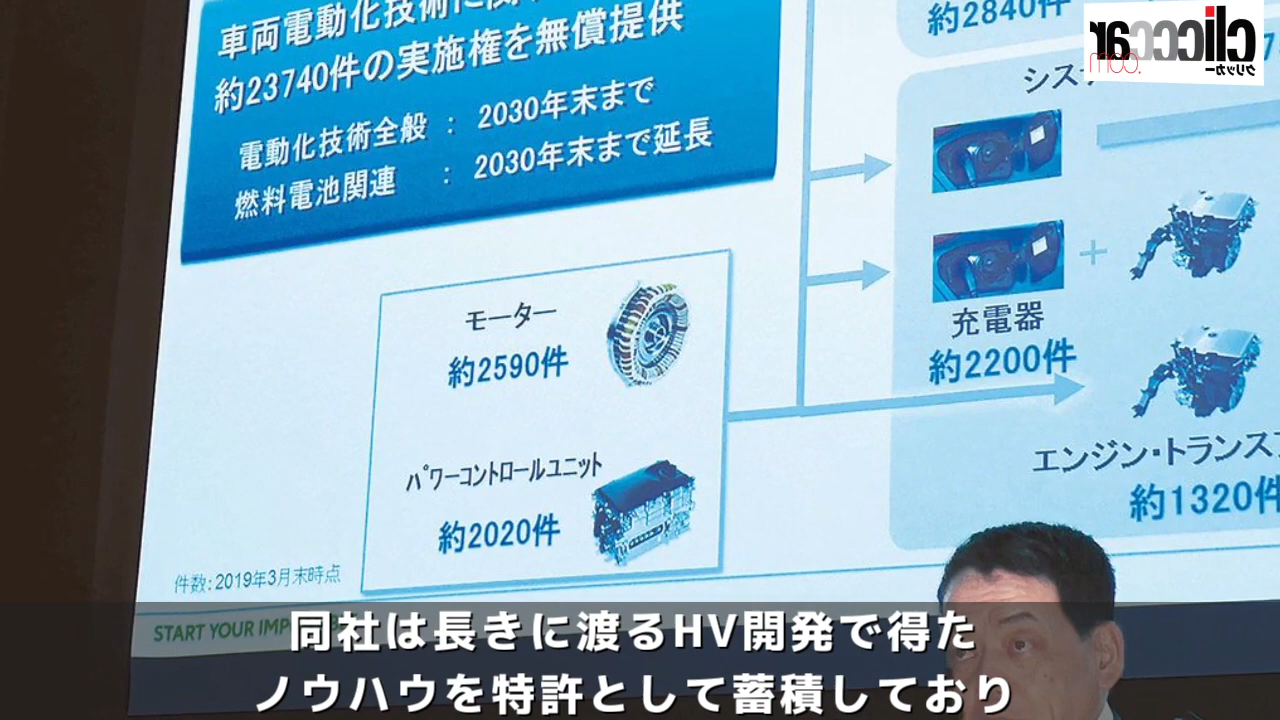 車両電動化技術に関
約23740件の実施権を無償提供
電動化技術全般 : 2030年末まで
燃料電池関連 : 2030年末まで延長
約2840件
cliccar
.com
クリッカー
シス
充電器
約2200件
モーター
約2590件
パワーコントロールユニット
約2020件
エンジン・トランス
約1320件
件数:2019年3月末時点
START YOUR
同社は長きに渡るHV開発で得た
ノウハウを特許として蓄積しており